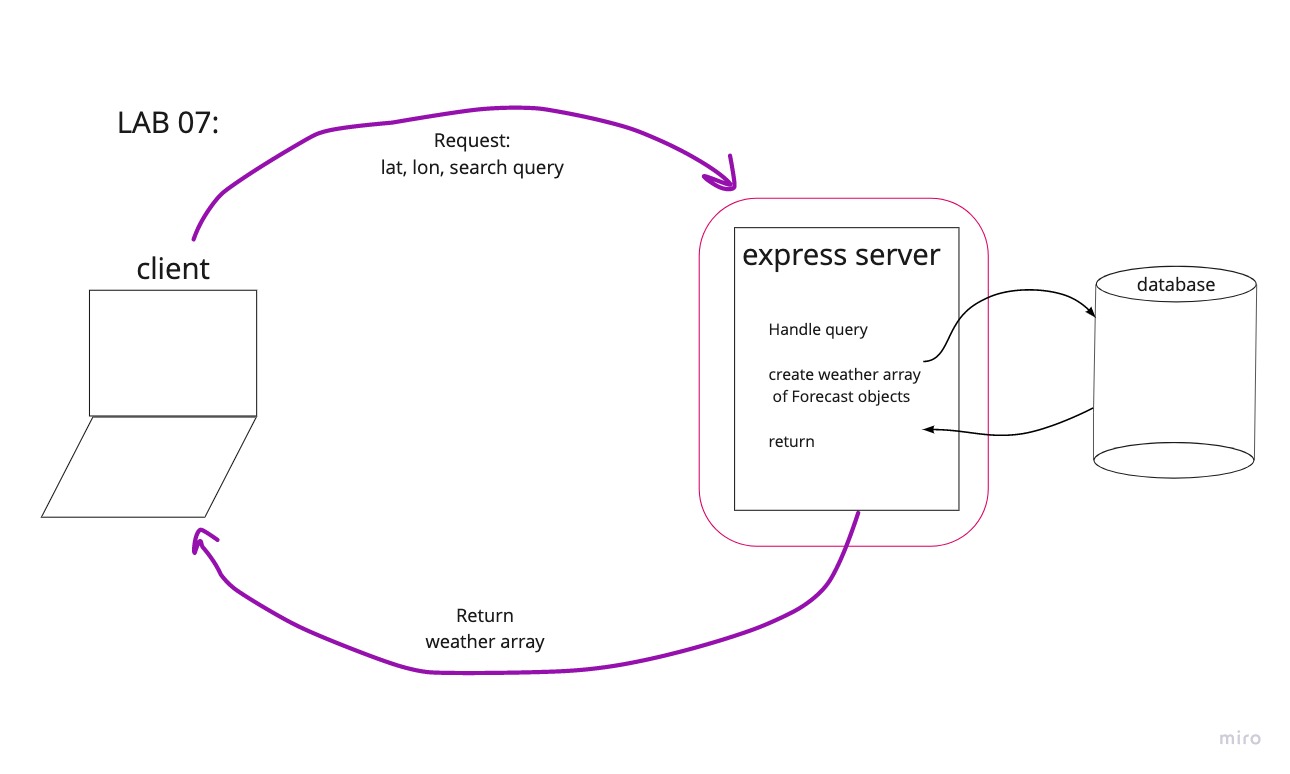 LAB 07:
Request:
lat, lon, search query
client
express server
database
Handle query
create weather array
of Forecast objects
return
Return
weather array
miro